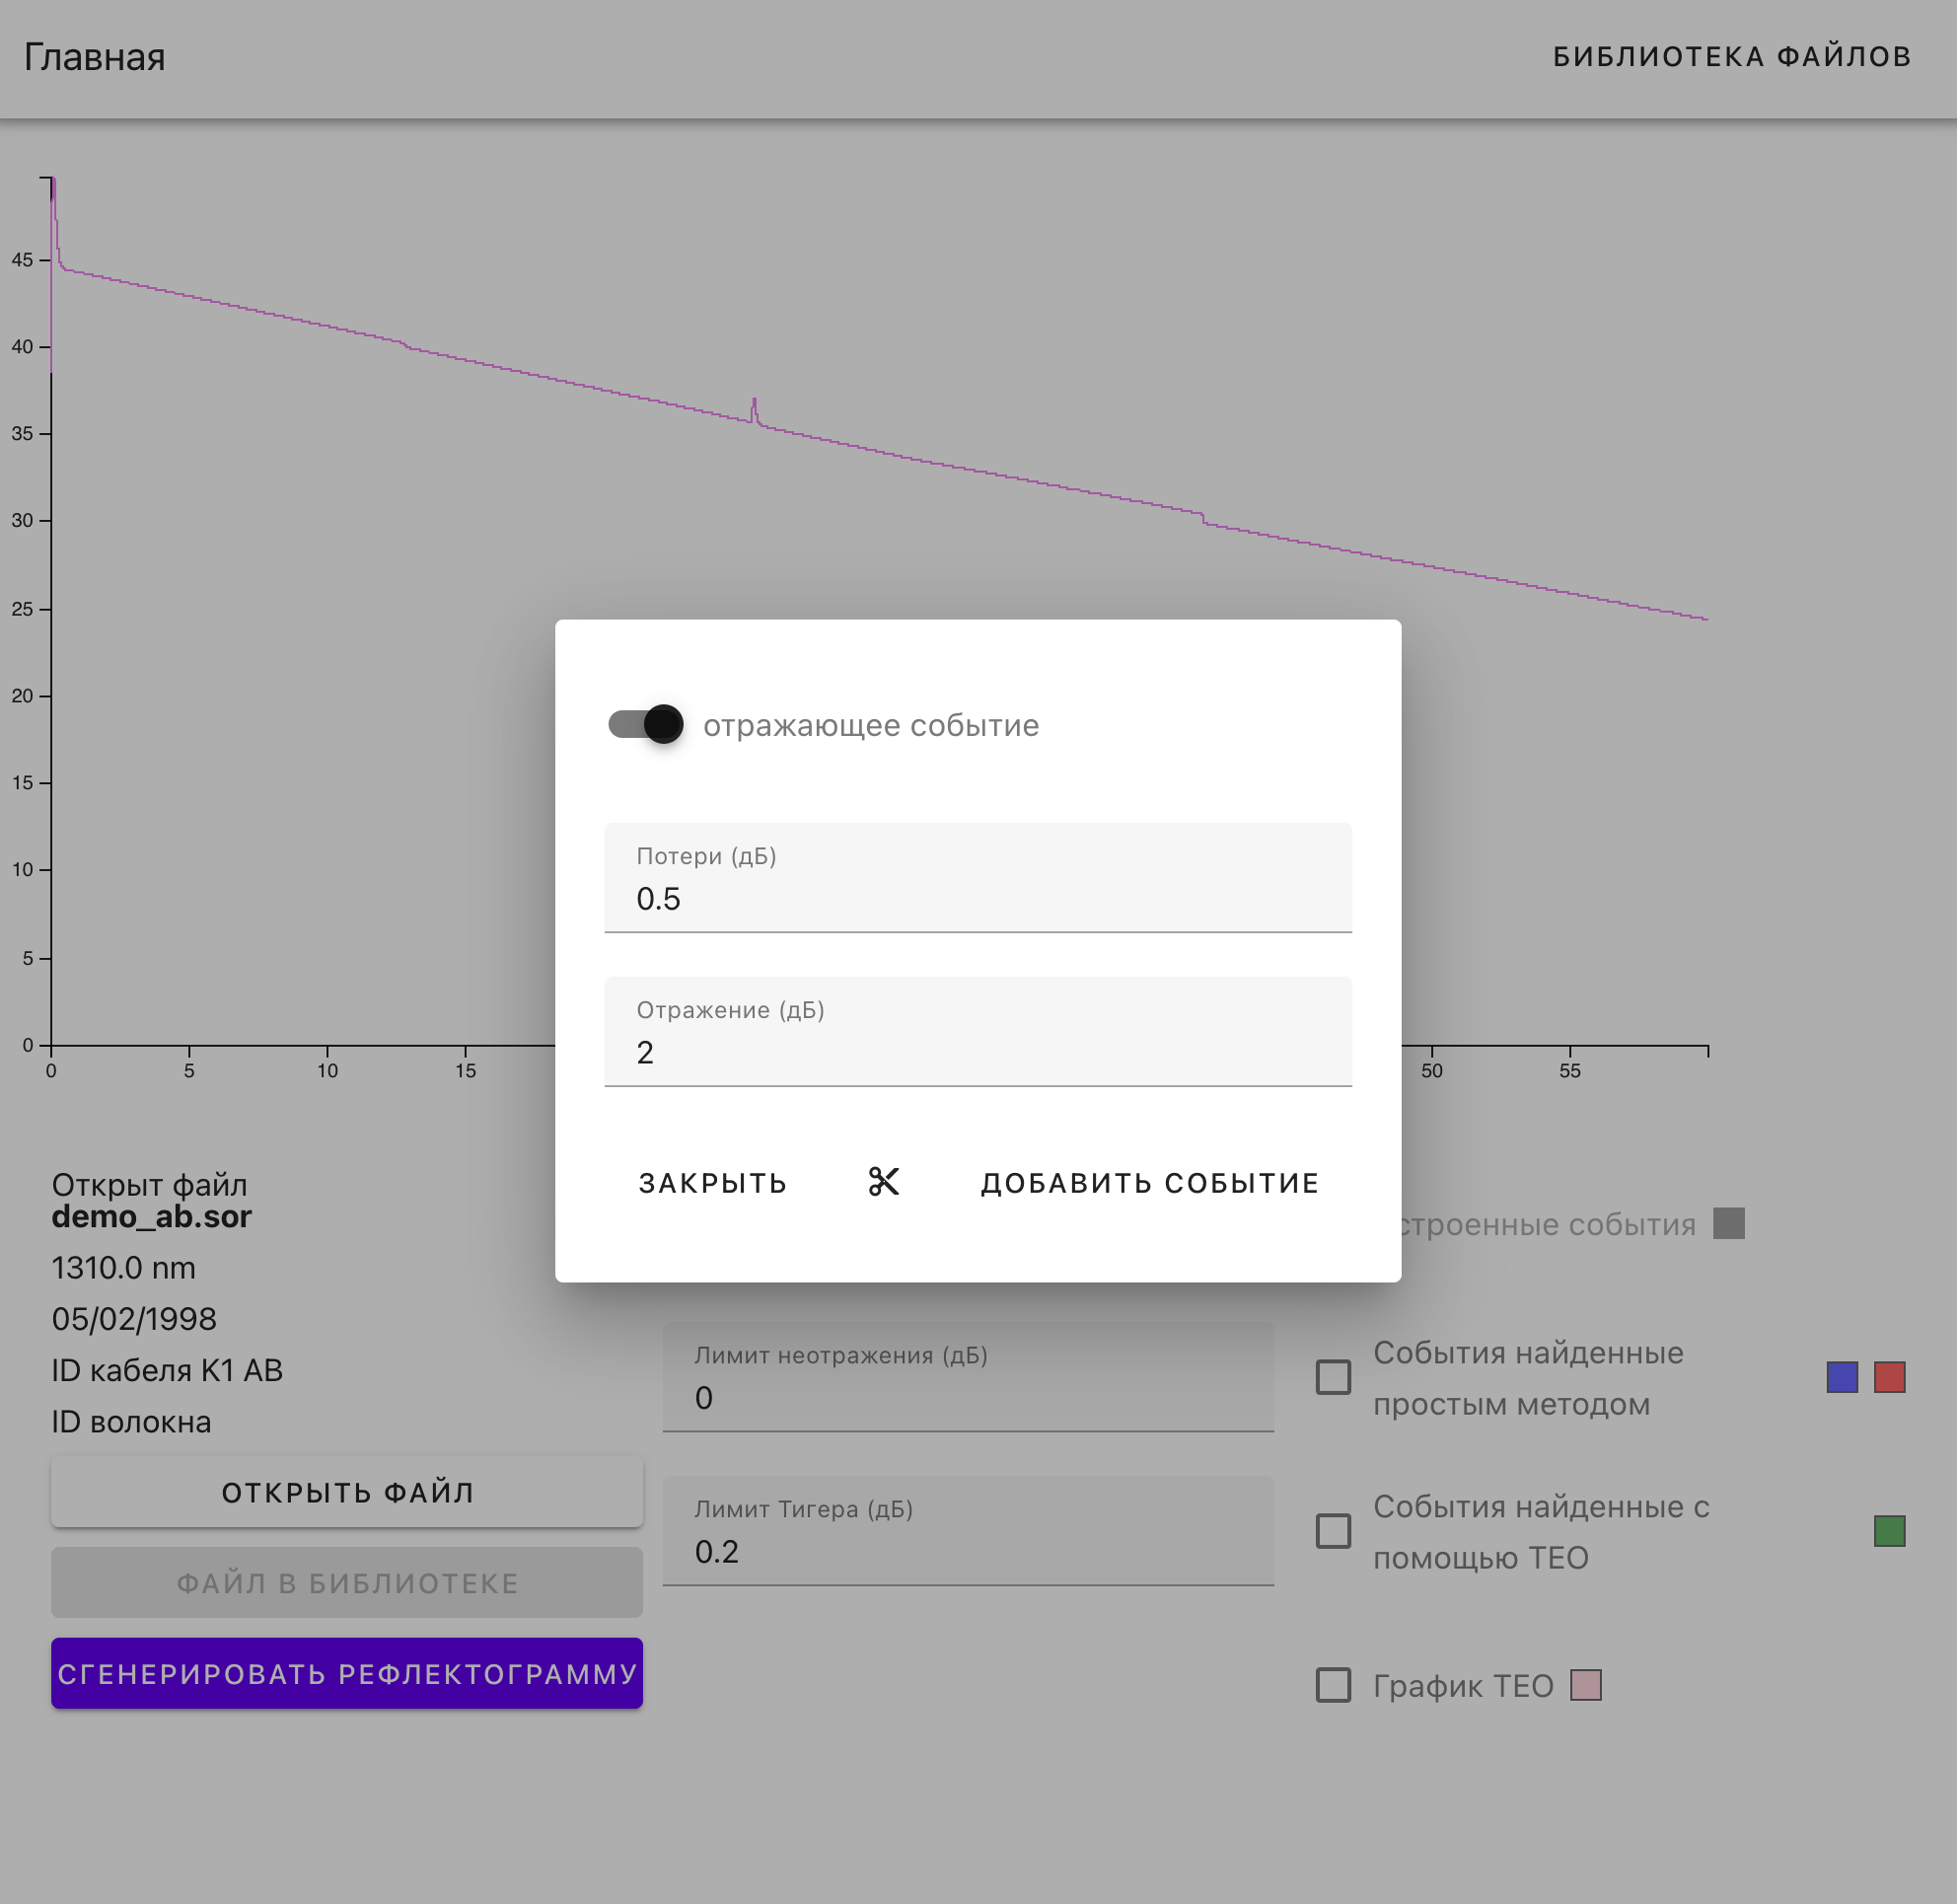 Главная
БИБЛИОТЕКА ФАЙЛОВ
45
40
35
30
25
20
15
10
5
0
0
5
10
15
50
55
отражающее событие
Потери (дБ)
0.5
Отражение (дБ)
2
ЗАКРЫТЬ
ДОБАВИТЬ СОБЫТИЕ
Открыт файл
demo_ab.sor
1310.0 nm
05/02/1998
ID кабеля K1 AB
ID волокна
ОТКРЫТЬ ФАЙЛ
ФАЙЛ В БИБЛИОТЕКЕ
СГЕНЕРИРОВАТЬ РЕФЛЕКТОГРАММУ
Лимит неотражения (дБ)
0
Лимит Тигера (дБ)
0.2
события
События найденные
простым методом
События найденные с
помощью ТЕО
График ТЕО